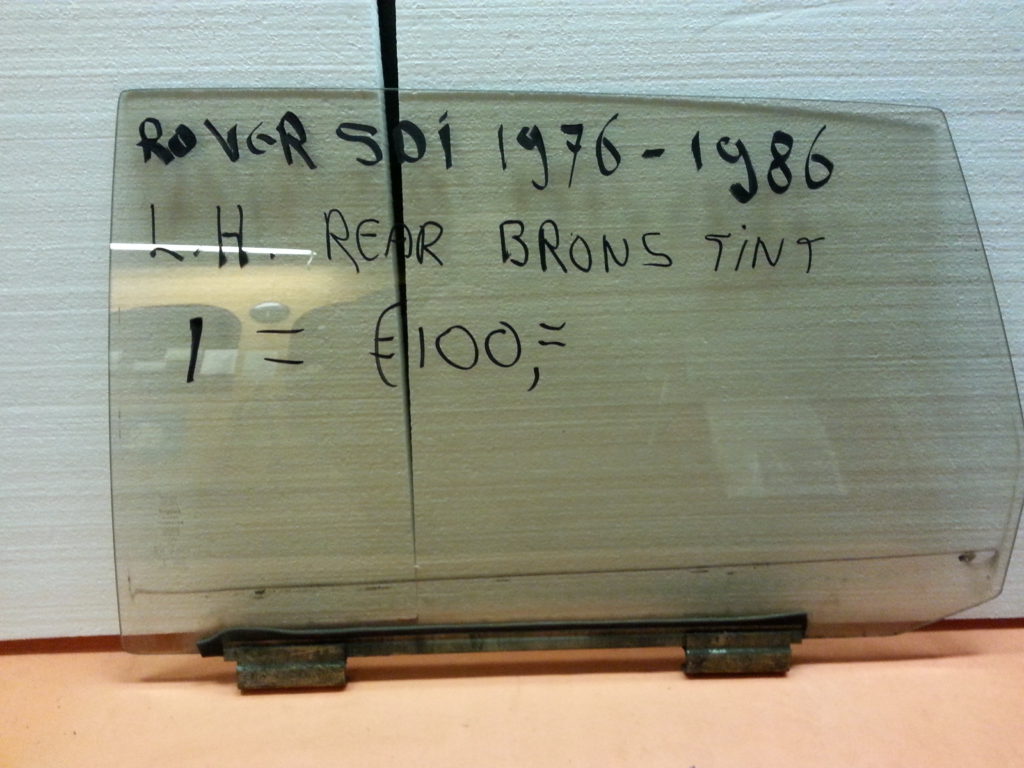 ROVER SDi 1976-1986
L.H. REAR BRONS TiNT
1 = €100,=